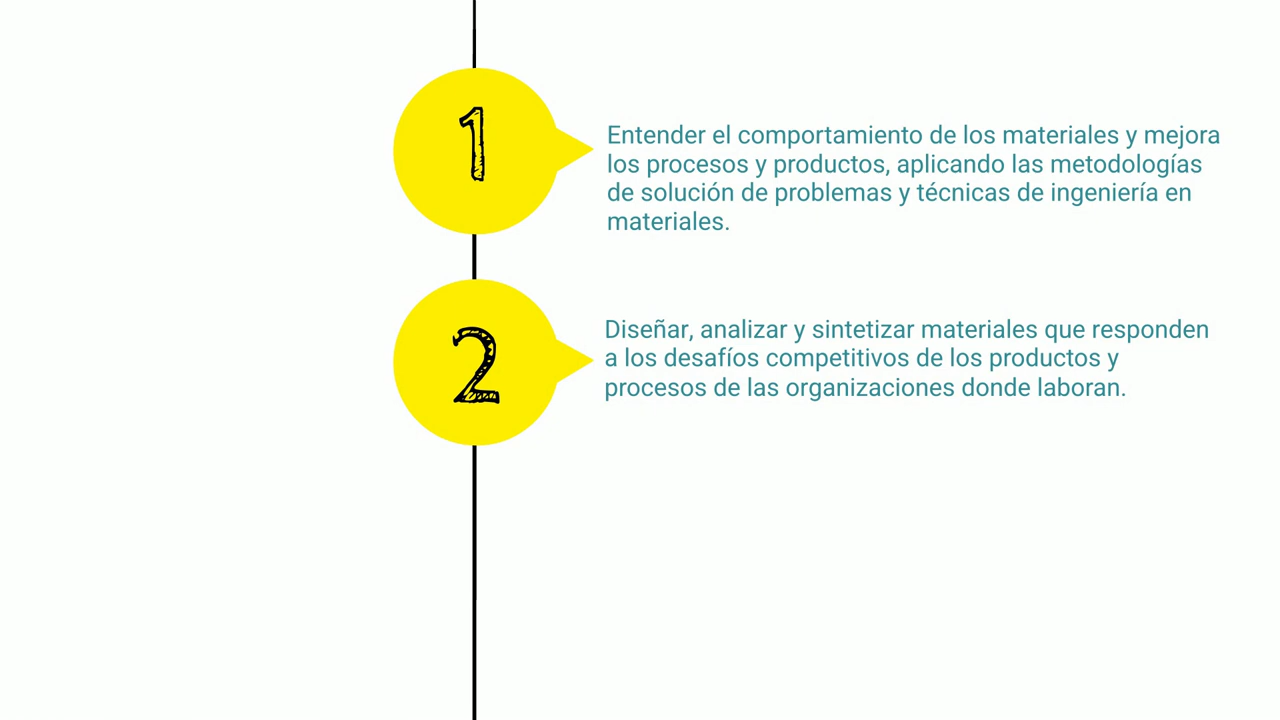 1
Entender el comportamiento de los materiales y mejora
los procesos y productos, aplicando las metodologías
de solución de problemas y técnicas de ingeniería en
materiales.
2
Diseñar, analizar y sintetizar materiales que responden
a los desafíos competitivos de los productos y
procesos de las organizaciones donde laboran.